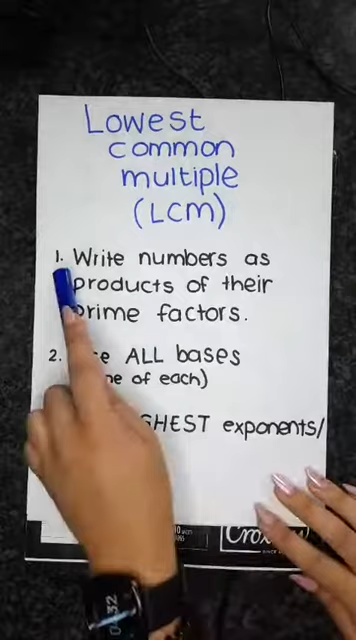 Lowest
common
multiple
(LCM)
1. Write numbers as
products of their
prime factors.
2. ALL bases
of each)
exponents/